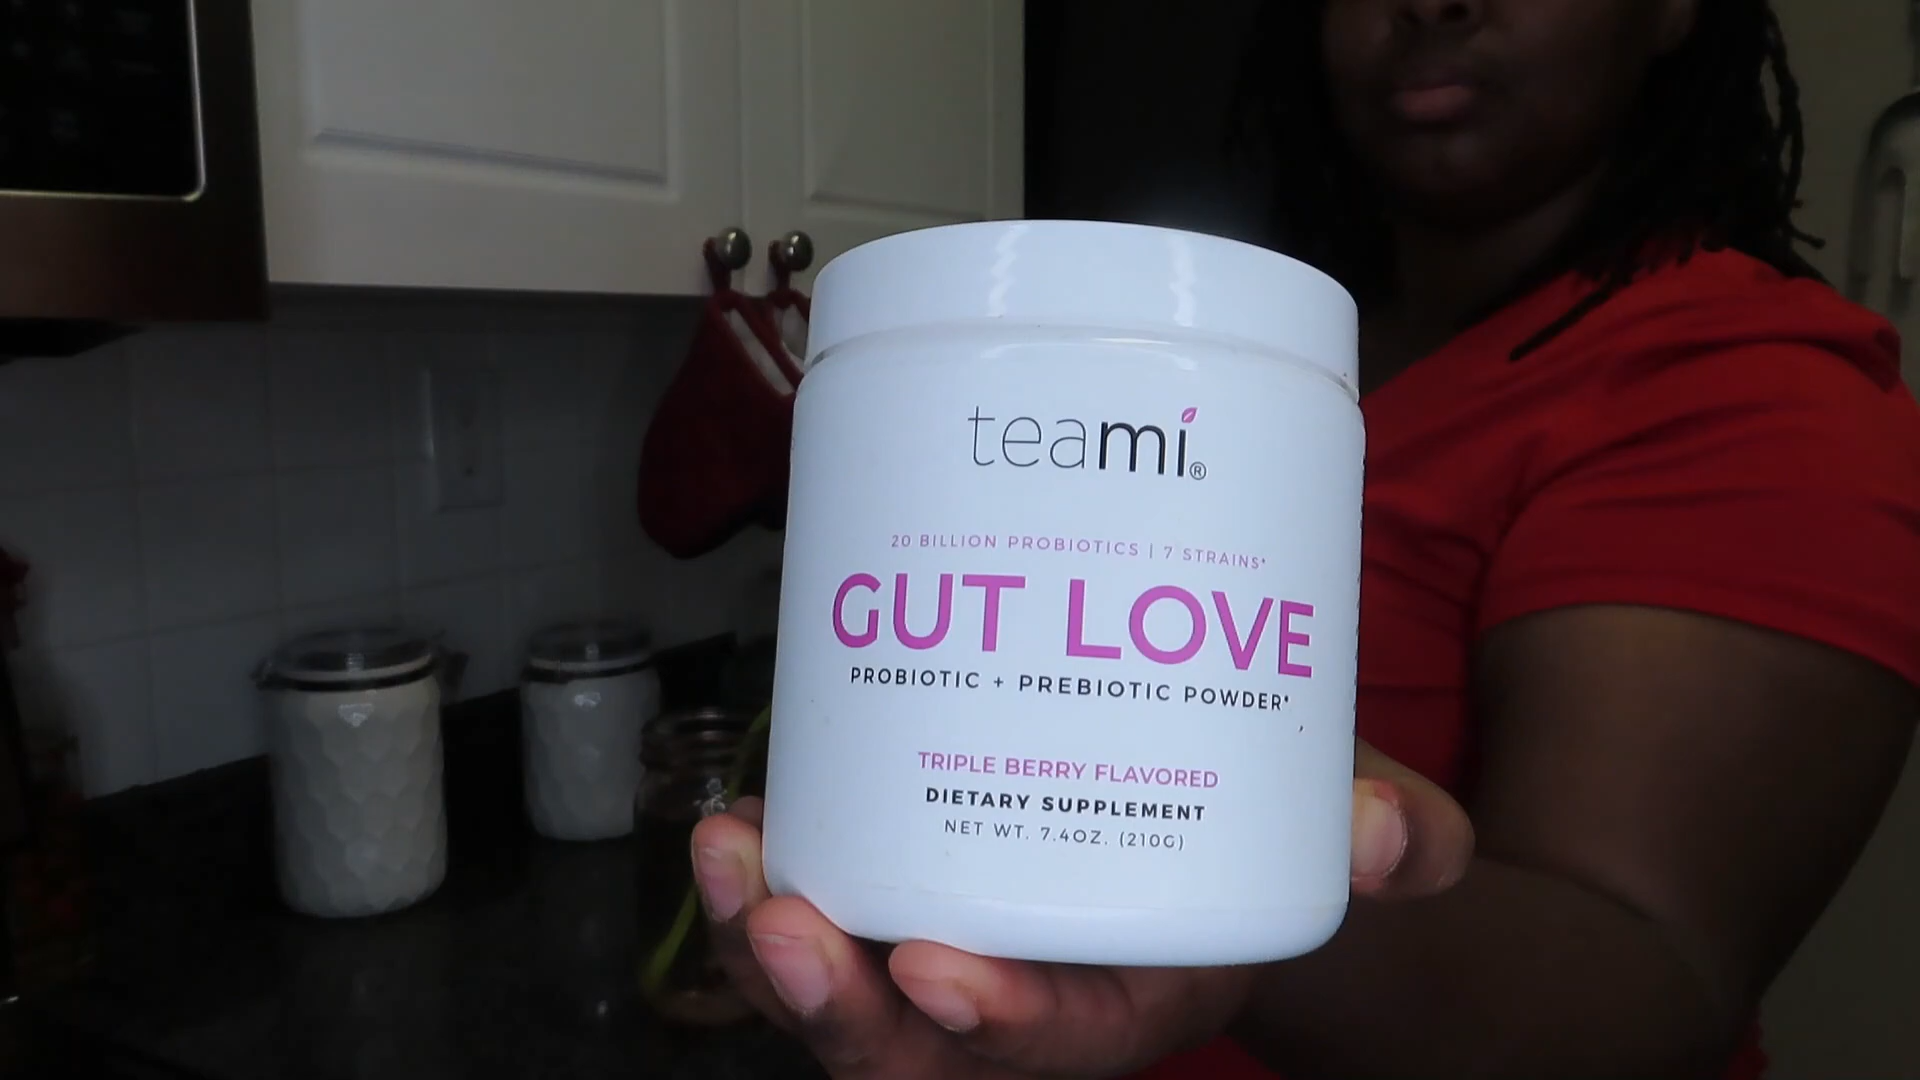 teami®
20 BILLION PROBIOTICS | 7 STRAINS*
GUT LOVE
PROBIOTIC + PREBIOTIC POWDER*
TRIPLE BERRY FLAVORED
DIETARY SUPPLEMENT
NET WT. 7.4OZ. (210G)